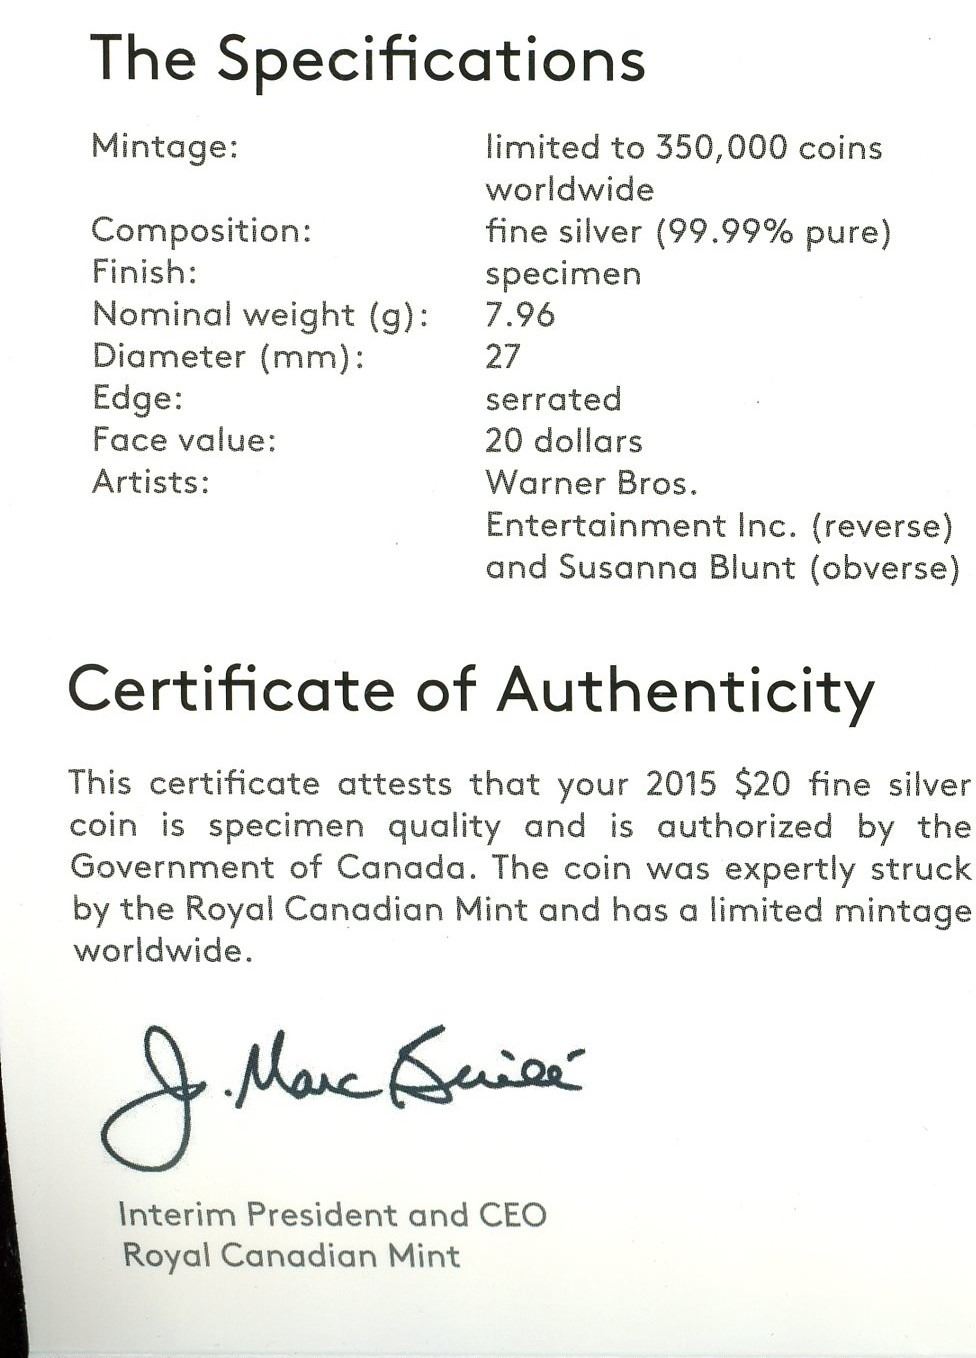 The Specifications
Mintage: limited to 350,000 coins
worldwide
Composition: fine silver (99.99% pure)
Finish: specimen
Nominal weight (g): 7.96
Diameter (mm): 27
Edge: serrated
Face value: 20 dollars
Artists: Warner Bros.
Entertainment Inc. (reverse)
and Susanna Blunt (obverse)
Certificate of Authenticity
This certificate attests that your 2015 $20 fine silver
coin is specimen quality and is authorized by the
Government of Canada. The coin was expertly struck
by the Royal Canadian Mint and has a limited mintage
worldwide.
J. Marc
Interim President and CEO
Royal Canadian Mint